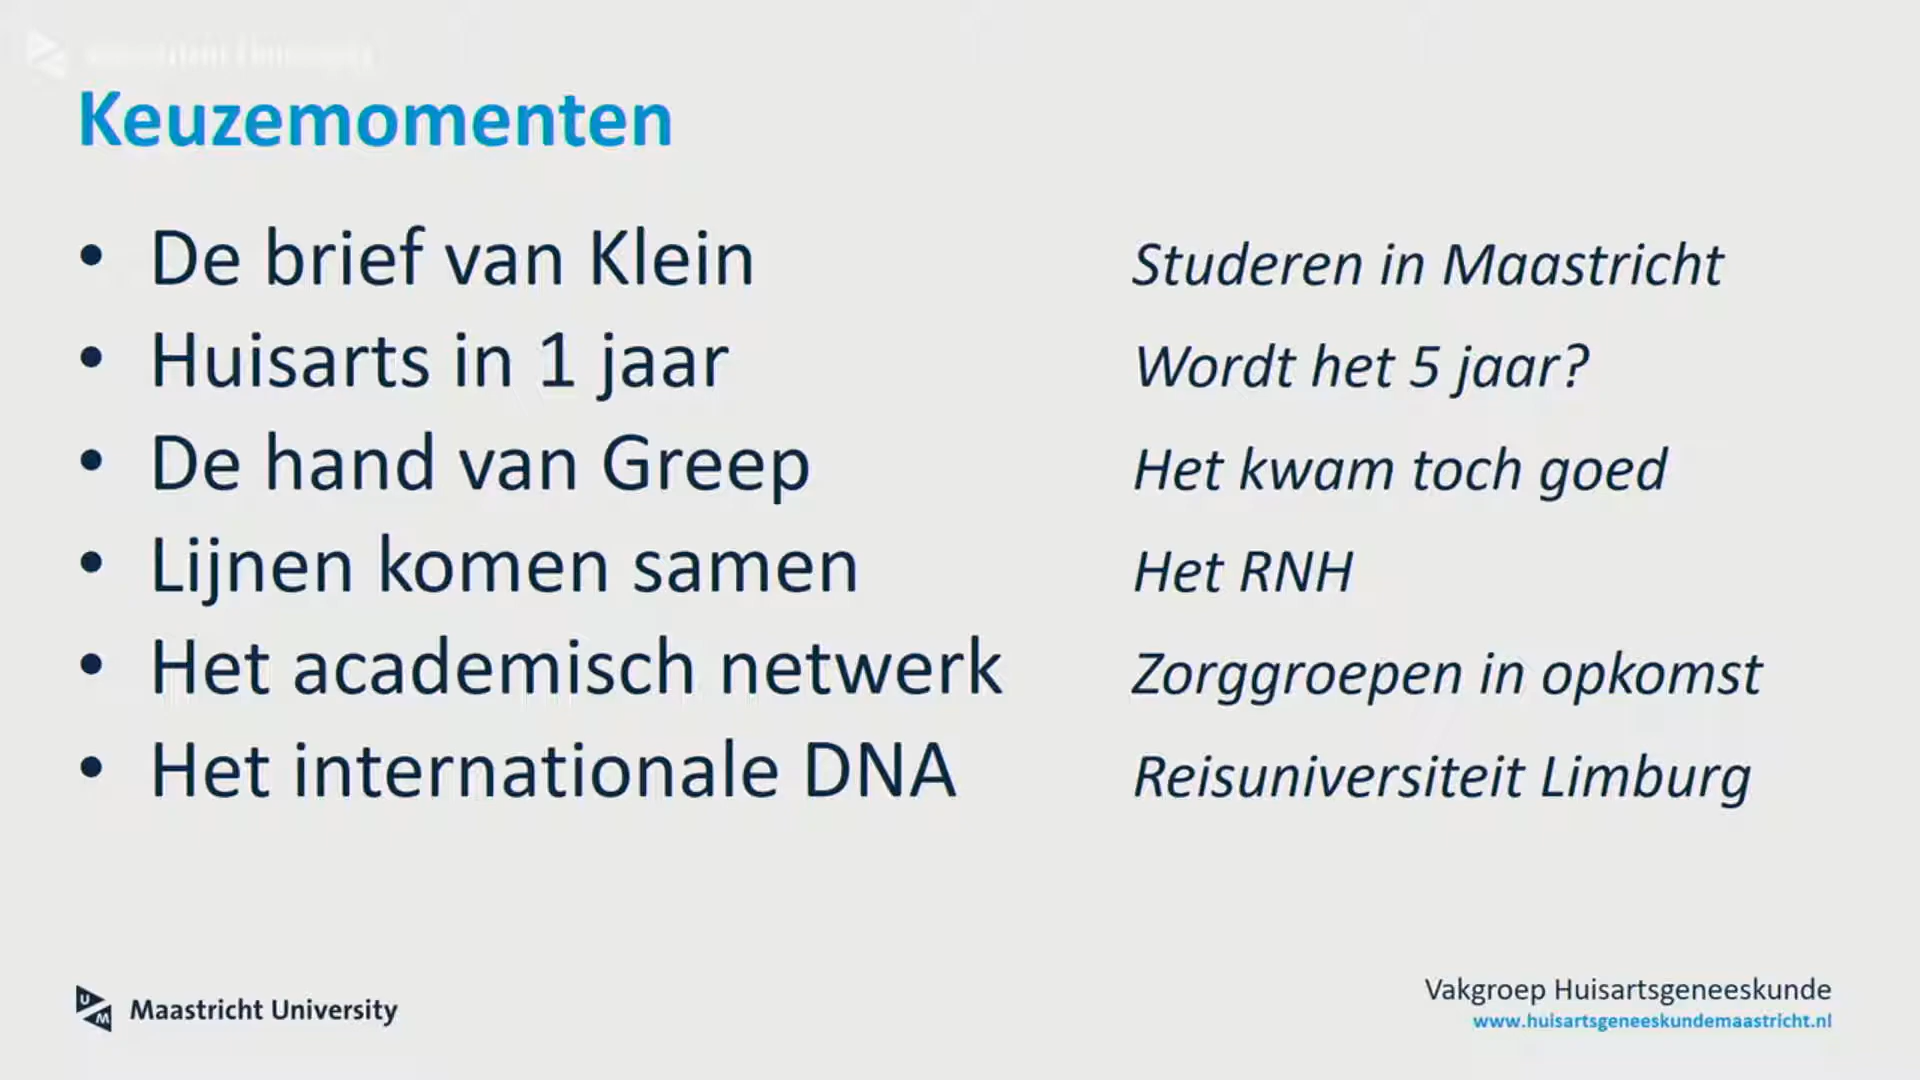 Keuzemomenten
• De brief van Klein Studeren in Maastricht
• Huisarts in 1 jaar Wordt het 5 jaar?
• De hand van Greep Het kwam toch goed
• Lijnen komen samen Het RNH
• Het academisch netwerk Zorggroepen in opkomst
• Het internationale DNA Reisuniversiteit Limburg
UM Maastricht University
Vakgroep Huisartsgeneeskunde
www.huisartsgeneeskundemaastricht.nl